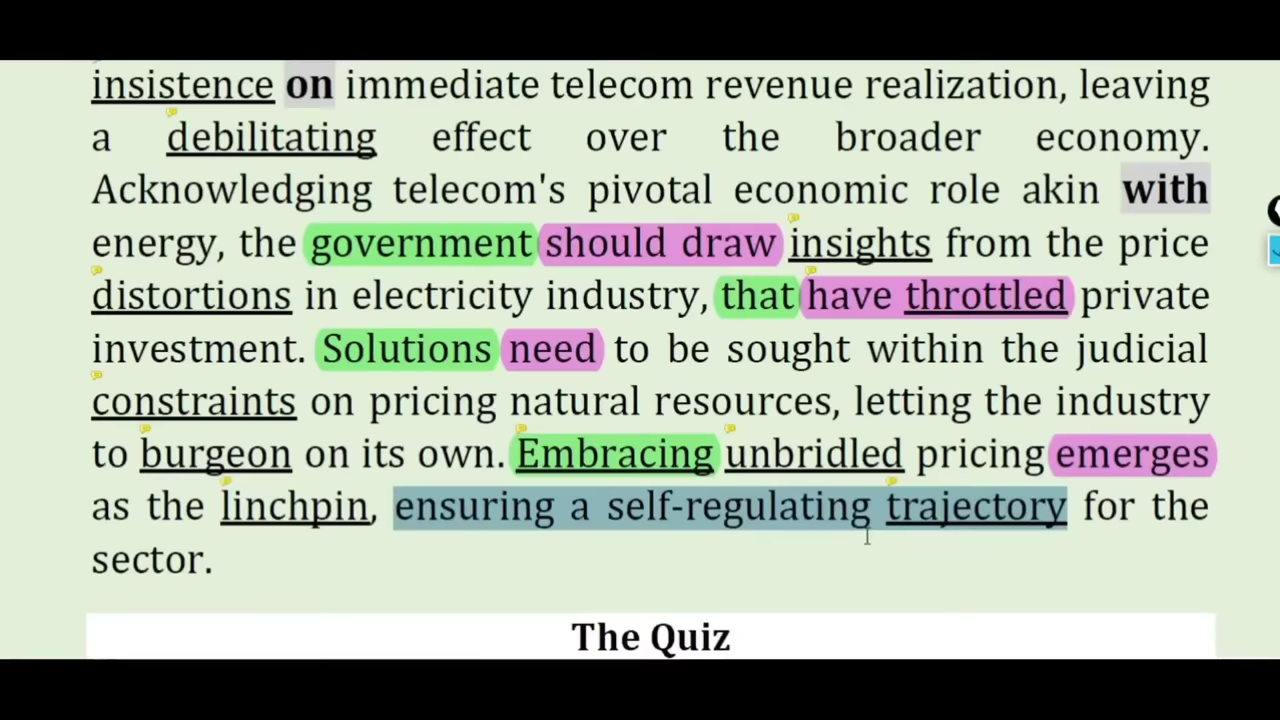 insistence on immediate telecom revenue realization, leaving
a debilitating effect over the broader economy.
Acknowledging telecom's pivotal economic role akin with
energy, the government should draw insights from the price
distortions in electricity industry, that have throttled private
investment. Solutions need to be sought within the judicial
constraints on pricing natural resources, letting the industry
to burgeon on its own. Embracing unbridled pricing emerges
as the linchpin, ensuring a self-regulating trajectory for the
sector.
The Quiz